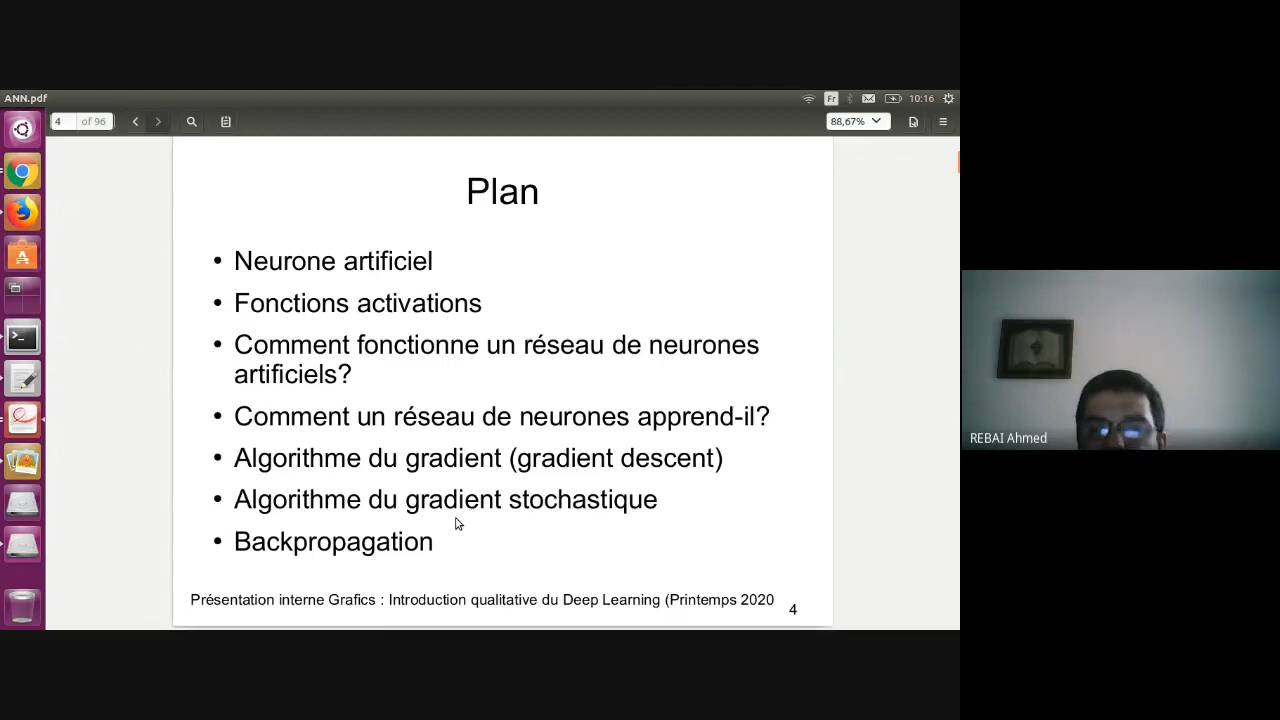 ANN.pdf
Fr
10:16
4 of 96
88,67%
Plan
• Neurone artificiel
• Fonctions activations
• Comment fonctionne un réseau de neurones
artificiels?
• Comment un réseau de neurones apprend-il?
• Algorithme du gradient (gradient descent)
• Algorithme du gradient stochastique
• Backpropagation
Présentation interne Grafics : Introduction qualitative du Deep Learning (Printemps 2020
4
REBAI Ahmed